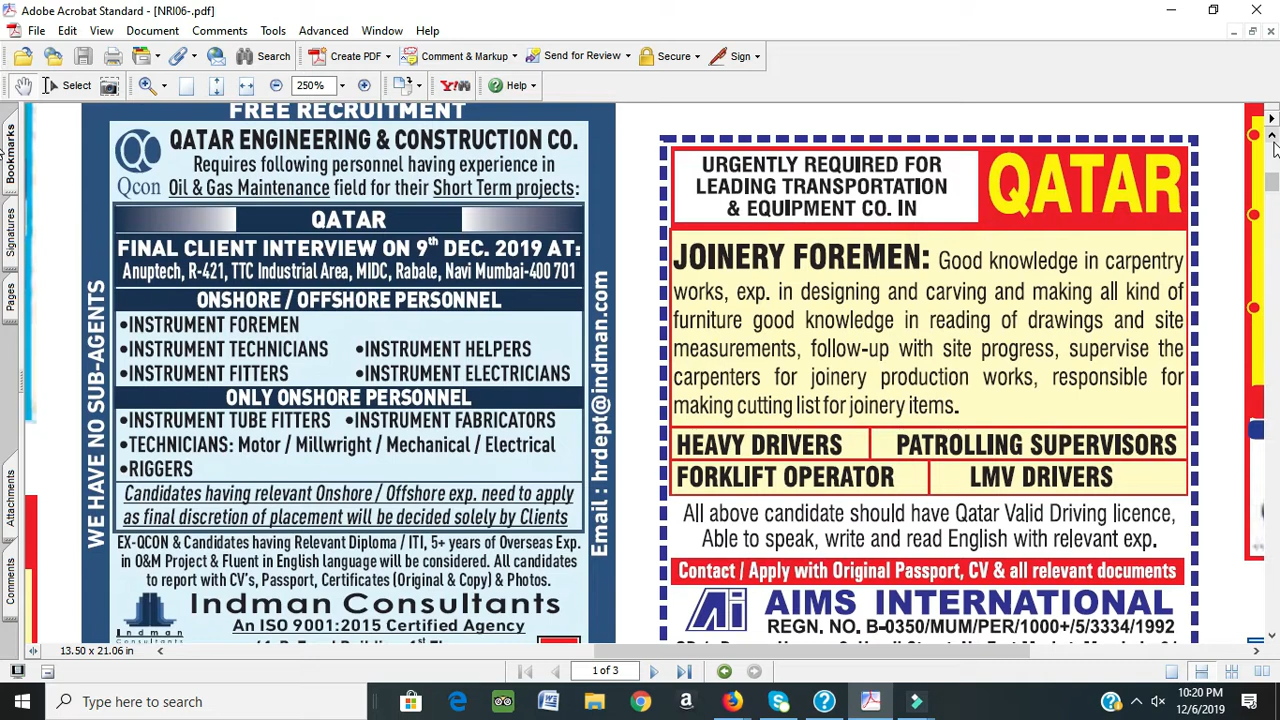 Adobe Acrobat Standard - [NRI06-.pdf]
File Edit View Document Comments Tools Advanced Window Help
Search Create PDF Comment & Markup Send for Review Secure Sign
Select 250% Y! Help
Bookmarks
Signatures
Pages
Attachments
Comments
FREE RECRUITMENT
QC
Qcon
QATAR ENGINEERING & CONSTRUCTION CO.
Requires following personnel having experience in
Oil & Gas Maintenance field for their Short Term projects:
QATAR
FINAL CLIENT INTERVIEW ON 9th DEC. 2019 AT:
Anuptech, R-421, TTC Industrial Area, MIDC, Rabale, Navi Mumbai-400 701
ONSHORE / OFFSHORE PERSONNEL
•INSTRUMENT FOREMEN
•INSTRUMENT TECHNICIANS •INSTRUMENT HELPERS
•INSTRUMENT FITTERS •INSTRUMENT ELECTRICIANS
ONLY ONSHORE PERSONNEL
•INSTRUMENT TUBE FITTERS •INSTRUMENT FABRICATORS
•TECHNICIANS: Motor / Millwright / Mechanical / Electrical
•RIGGERS
Candidates having relevant Onshore / Offshore exp. need to apply
as final discretion of placement will be decided solely by Clients
EX-QCON & Candidates having Relevant Diploma / ITI, 5+ years of Overseas Exp.
in O&M Project & Fluent in English language will be considered. All candidates
to report with CV's, Passport, Certificates (Original & Copy) & Photos.
Indman Consultants
An ISO 9001:2015 Certified Agency
Indman
WE HAVE NO SUB-AGENTS
Email : hrdept@indman.com
URGENTLY REQUIRED FOR
LEADING TRANSPORTATION
& EQUIPMENT CO. IN
QATAR
JOINERY FOREMEN: Good knowledge in carpentry
works, exp. in designing and carving and making all kind of
furniture good knowledge in reading of drawings and site
measurements, follow-up with site progress, supervise the
carpenters for joinery production works, responsible for
making cutting list for joinery items.
HEAVY DRIVERS PATROLLING SUPERVISORS
FORKLIFT OPERATOR LMV DRIVERS
All above candidate should have Qatar Valid Driving licence,
Able to speak, write and read English with relevant exp.
Contact / Apply with Original Passport, CV & all relevant documents
Ai AIMS INTERNATIONAL
REGN. NO. B-0350/MUM/PER/1000+/5/3334/1992
13.50 x 21.06 in
1 of 3
Type here to search
10:20 PM
12/6/2019